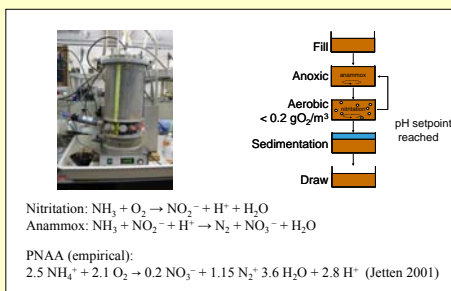 Fill
Anoxic
anammox
Aerobic
< 0.2 gO₂/m³
nitritation
pH setpoint
reached
Sedimentation
Draw
Nitritation: NH₃ + O₂ → NO₂⁻ + H⁺ + H₂O
Anammox: NH₃ + NO₂⁻ + H⁺ → N₂ + NO₃⁻ + H₂O
PNAA (empirical):
2.5 NH₄⁺ + 2.1 O₂ → 0.2 NO₃⁻ + 1.15 N₂⁺ 3.6 H₂O + 2.8 H⁺ (Jetten 2001)